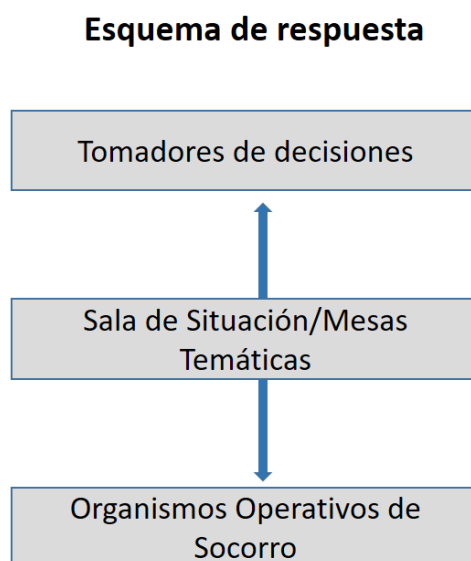 Esquema de respuesta
Tomadores de decisiones
Sala de Situación/Mesas
Temáticas
Organismos Operativos de
Socorro